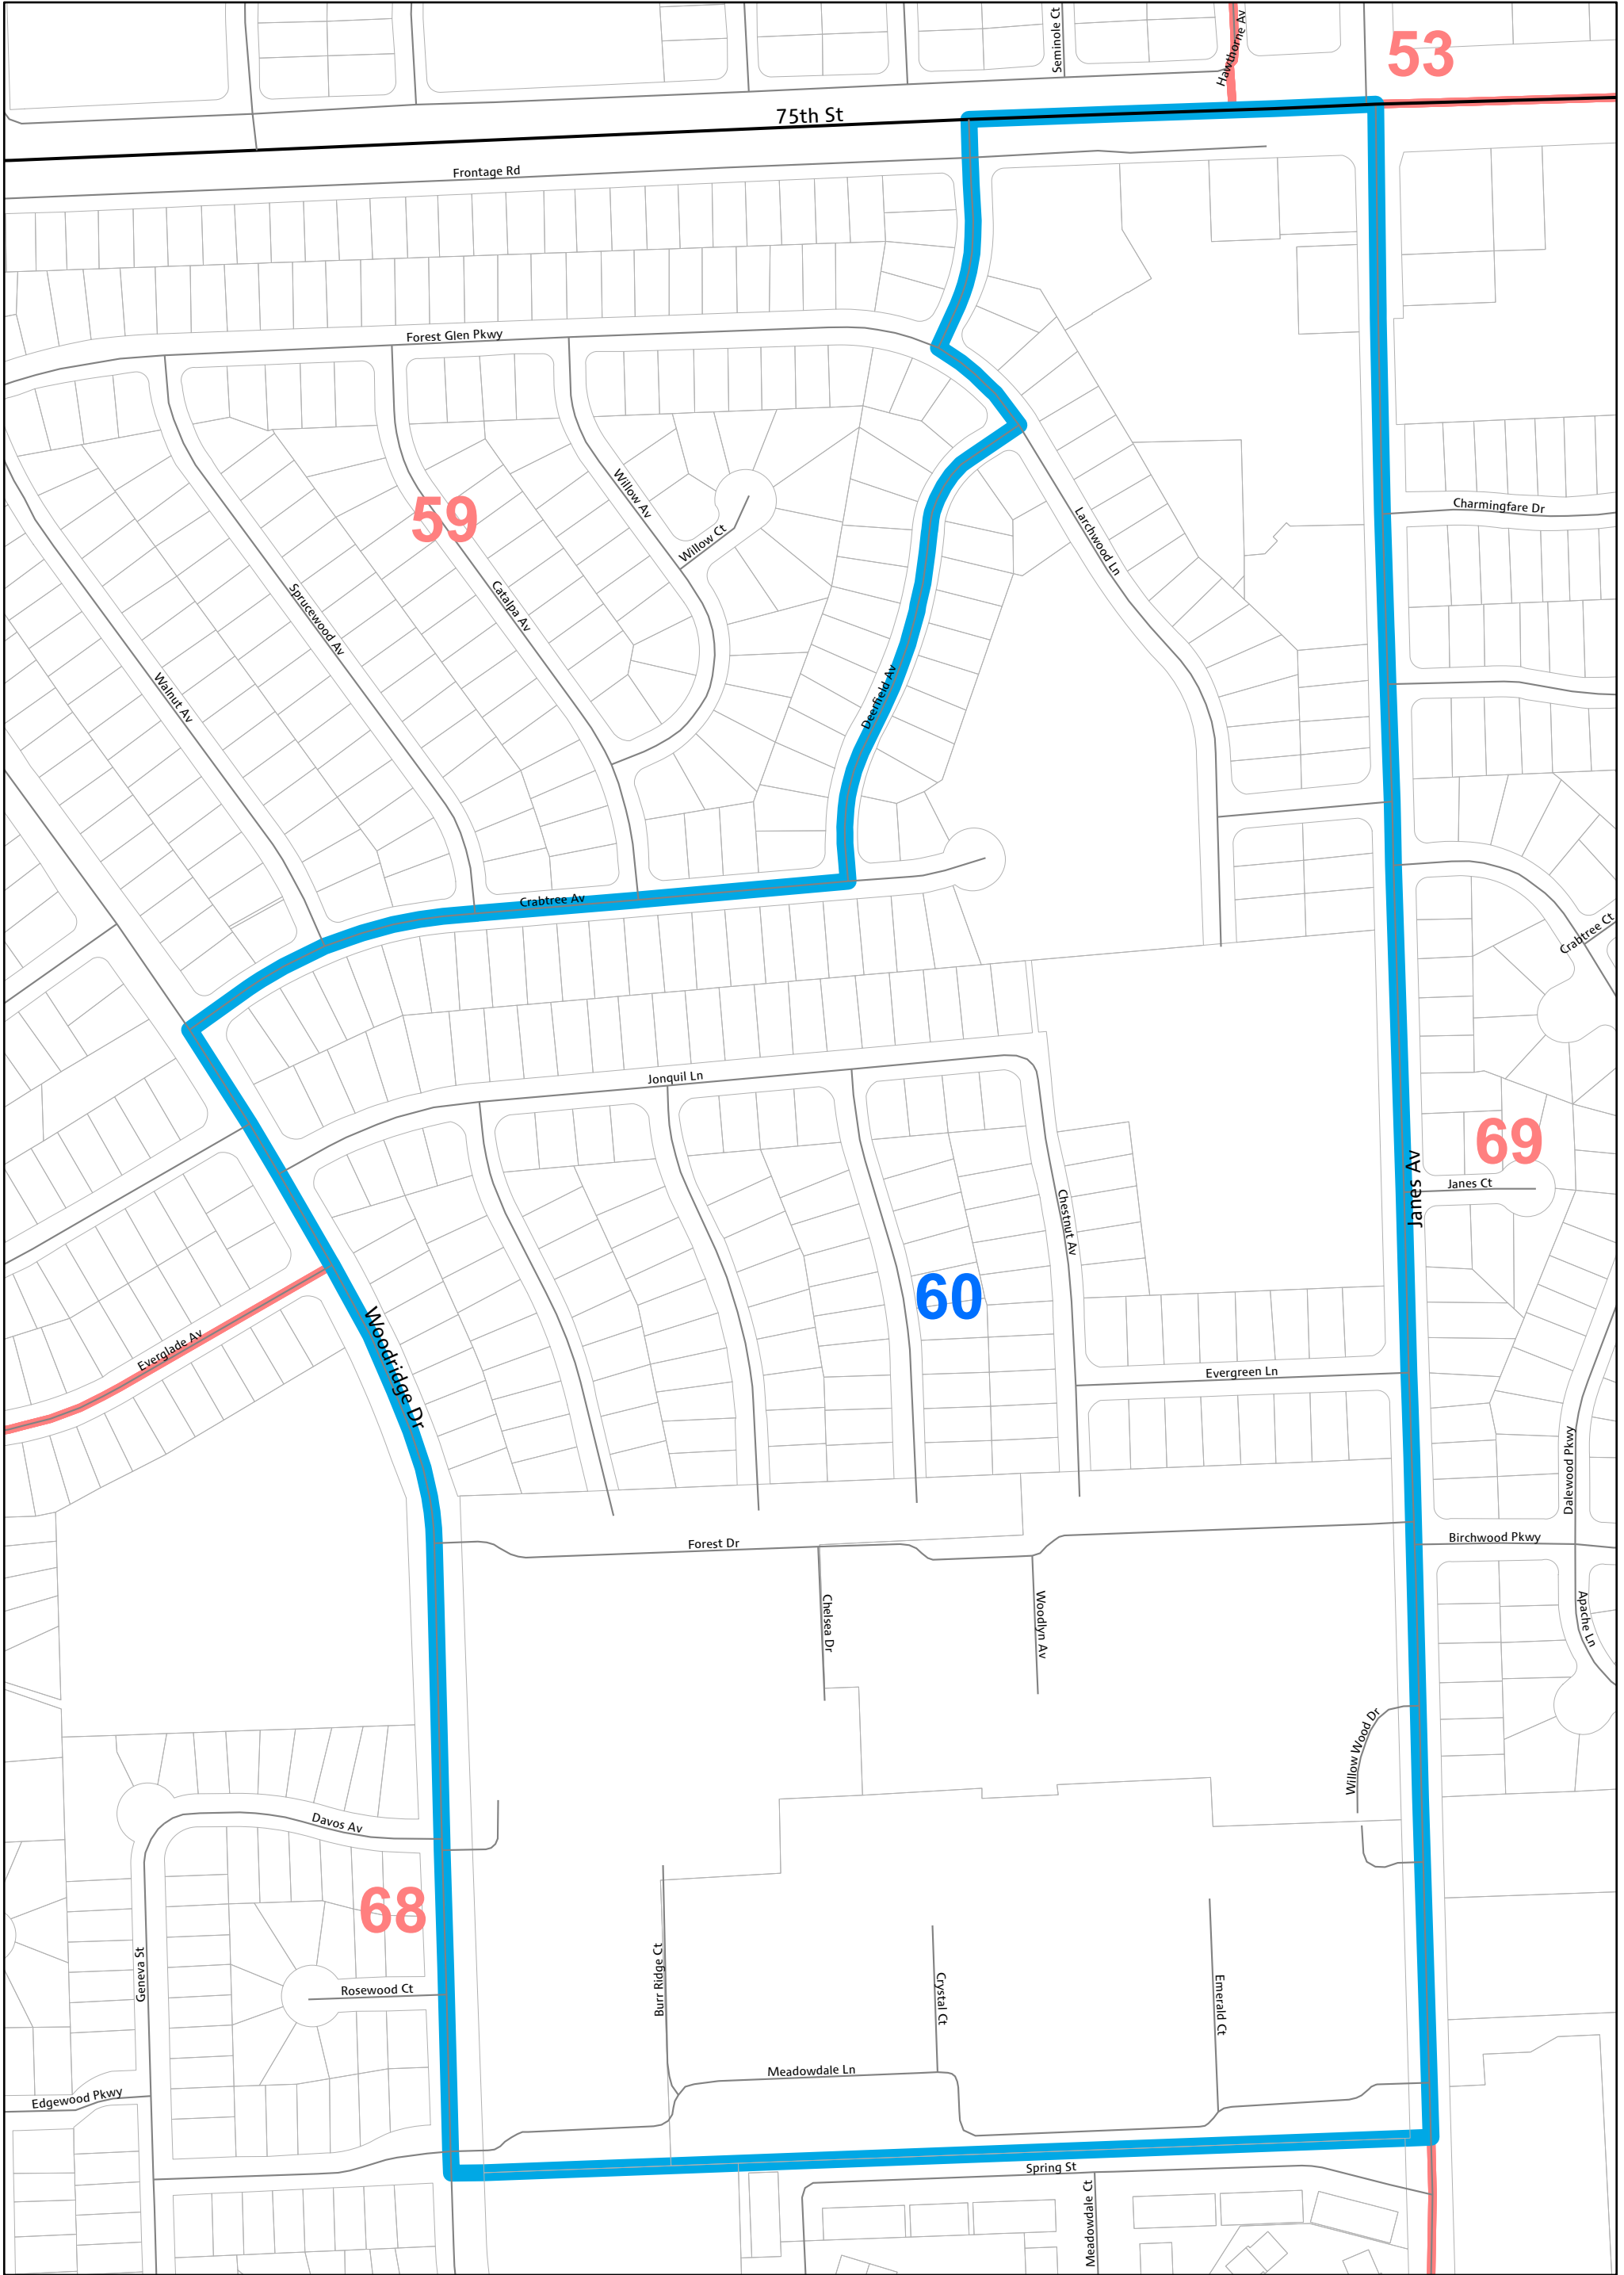 Seminole Ct
Hawthorne Av
53
75th St
Frontage Rd
Forest Glen Pkwy
59
Willow Av
Willow Ct
Charmingfare Dr
Larchwood Ln
Sprucewood Av
Catalpa Av
Walnut Av
Deerfield Av
Crabtree Av
Crabtree Ct
Jonquil Ln
69
Janes Av
Janes Ct
Chestnut Av
60
Everglade Av
Woodridge Dr
Evergreen Ln
Dalewood Pkwy
Forest Dr
Birchwood Pkwy
Chelsea Dr
Woodlyn Av
Apache Ln
Willow Wood Dr
Davos Av
68
Geneva St
Rosewood Ct
Burr Ridge Ct
Crystal Ct
Emerald Ct
Meadowdale Ln
Edgewood Pkwy
Spring St
Meadowdale Ct